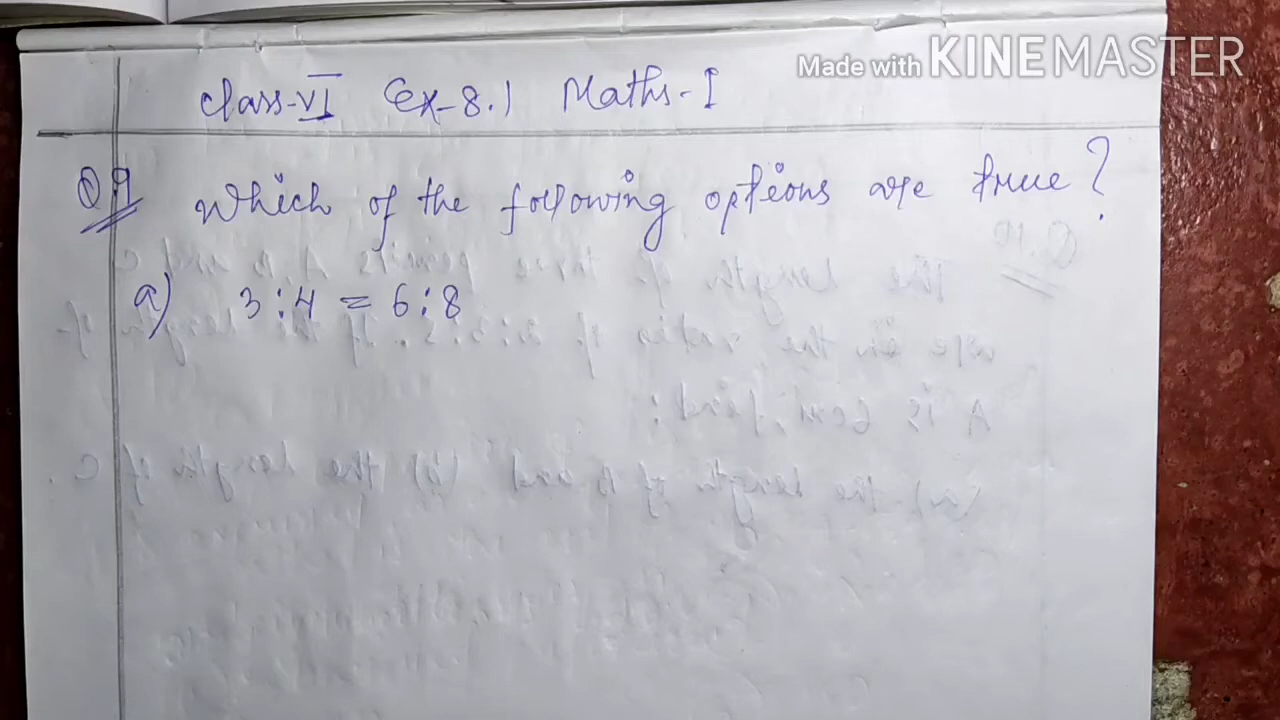 Made with KINEMASTER
Class-VI Ex-8.1 Maths-I
Q9 Which of the following options are true?
a) 3:4 = 6:8